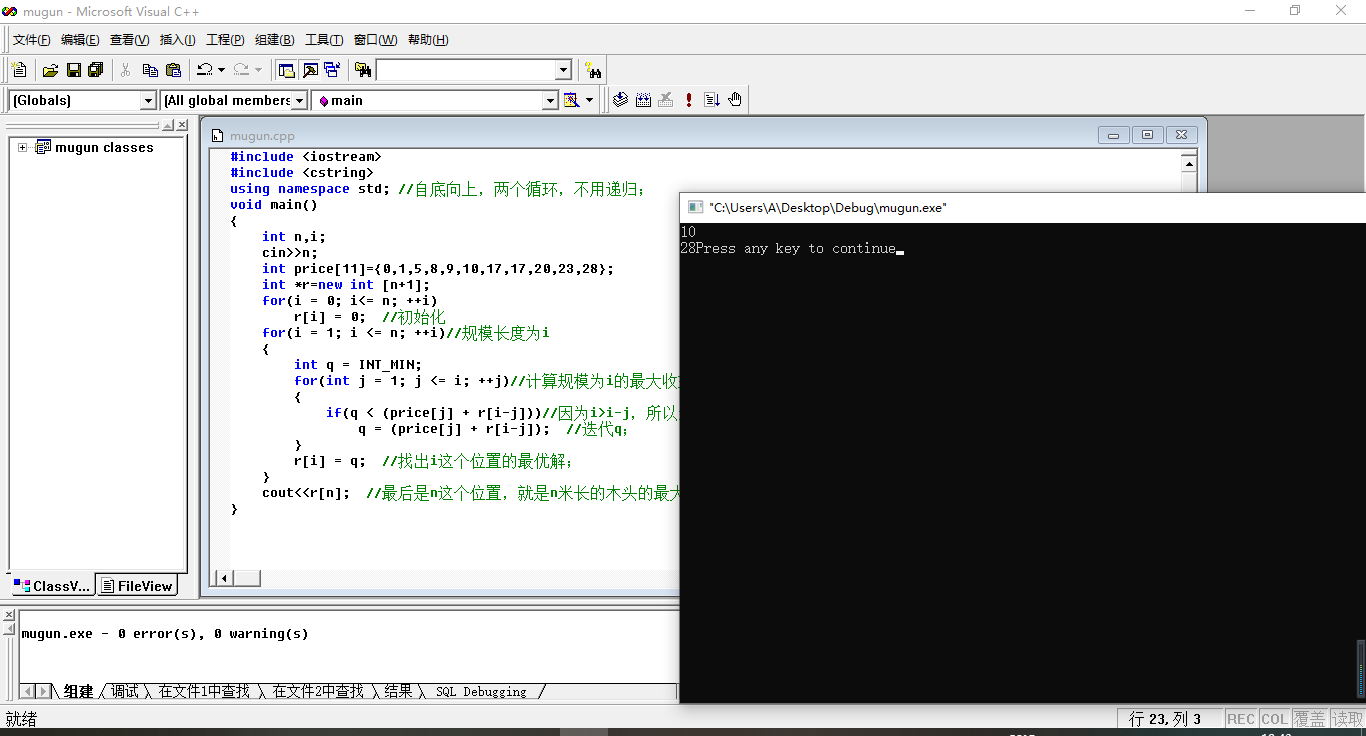 mugun - Microsoft Visual C++
文件(F) 编辑(E) 查看(V) 插入(I) 工程(P) 组建(B) 工具(T) 窗口(W) 帮助(H)
(Globals) (All global members main
mugun classes
mugun.cpp
#include <iostream>
#include <cstring>
using namespace std; //自底向上，两个循环，不用递归;
void main()
{
int n,i;
cin>>n;
int price[11]={0,1,5,8,9,10,17,17,20,23,28};
int *r=new int [n+1];
for(i = 0; i<= n; ++i)
r[i] = 0; //初始化
for(i = 1; i <= n; ++i)//规模长度为i
{
int q = INT_MIN;
for(int j = 1; j <= i; ++j)//计算规模为i的最大收
{
if(q < (price[j] + r[i-j]))//因为i>i-j，所以
q = (price[j] + r[i-j]); //迭代q;
}
r[i] = q; //找出i这个位置的最优解;
}
cout<<r[n]; //最后是n这个位置，就是n米长的木头的最大
}
"C:\Users\A\Desktop\Debug\mugun.exe"
10
28Press any key to continue
ClassV... FileView
mugun.exe - 0 error(s), 0 warning(s)
组建 调试 在文件1中查找 在文件2中查找 结果 SQL Debugging
就绪 行 23, 列 3 REC COL 覆盖 读取